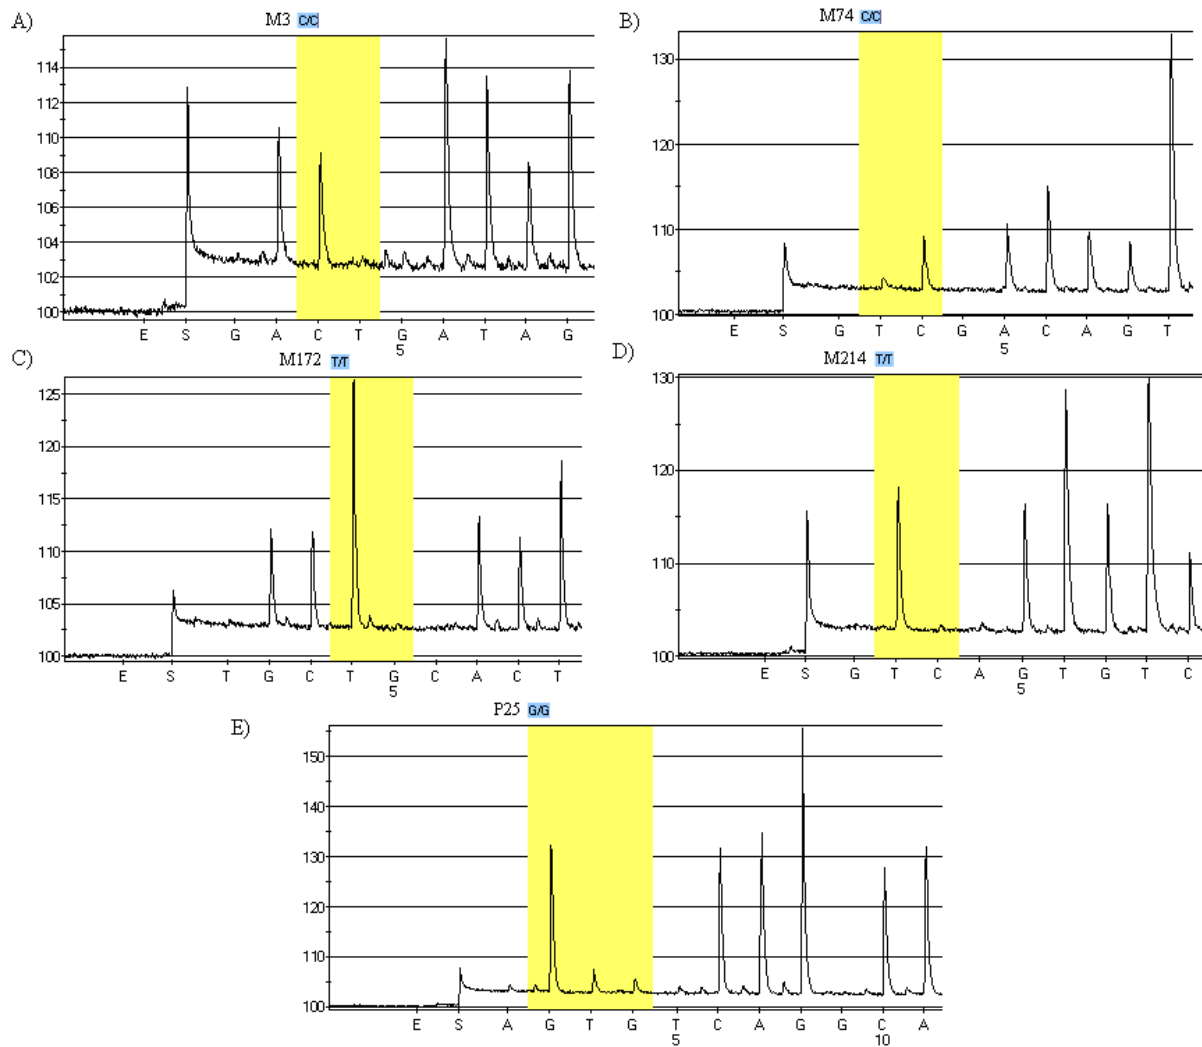 A)
M3 C/C
114
112
110
108
106
104
102
100
E S G A C T G A T A G
5
B)
M74 C/C
130
120
110
100
E S G T C G A C A G T
5
C)
M172 T/T
125
120
115
110
105
100
E S T G C T G C A C T
5
D)
M214 T/T
130
120
110
100
E S G T C A G T G T C
5
E)
P25 G/G
150
140
130
120
110
100
E S A G T G T C A G G C A
5 10